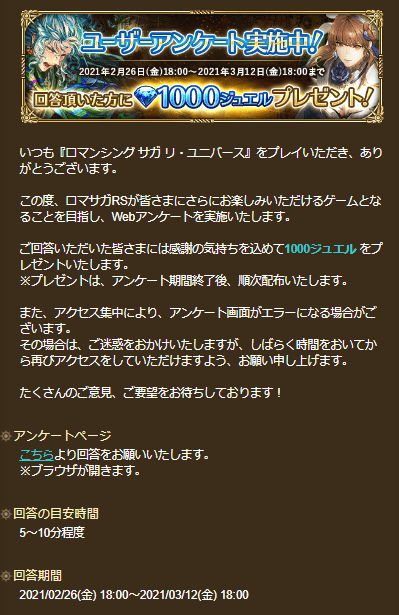 ユーザーアンケート実施中!
2021年2月26日(金)18:00～2021年3月12日(金)18:00まで
回答頂いた方に💎1000ジュエルプレゼント!
いつも『ロマンシング サガ リ・ユニバース』をプレイいただき、あり
がとうございます。
この度、ロマサガRSが皆さまにさらにお楽しみいただけるゲームとな
ることを目指し、Webアンケートを実施いたします。
ご回答いただいた皆さまには感謝の気持ちを込めて1000ジュエル をプ
レゼントいたします。
※プレゼントは、アンケート期間終了後、順次配布いたします。
また、アクセス集中により、アンケート画面がエラーになる場合がご
ざいます。
その場合は、ご迷惑をおかけいたしますが、しばらく時間をおいてか
ら再びアクセスをしていただけますよう、お願い申し上げます。
たくさんのご意見、ご要望をお待ちしております！
アンケートページ
こちらより回答をお願いいたします。
※ブラウザが開きます。
回答の目安時間
5～10分程度
回答期間
2021/02/26(金) 18:00～2021/03/12(金) 18:00